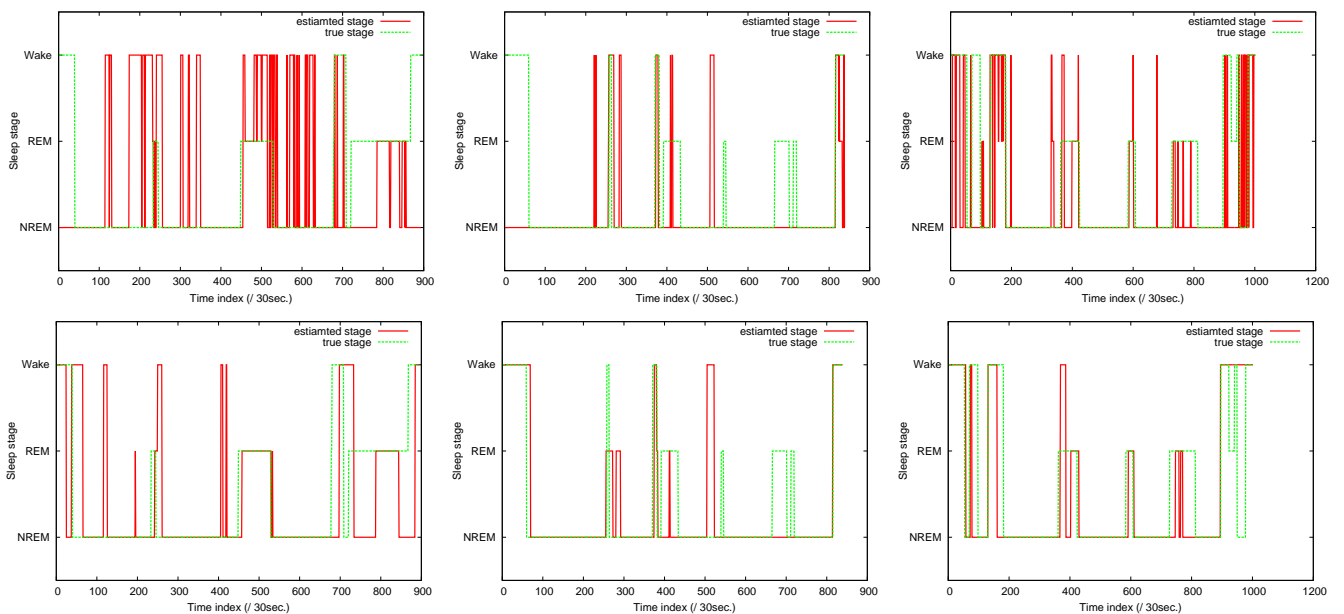 estiamted stage
true stage
Wake
REM
NREM
Sleep stage
0 100 200 300 400 500 600 700 800 900
Time index (/ 30sec.)
estiamted stage
true stage
Wake
REM
NREM
Sleep stage
0 100 200 300 400 500 600 700 800 900
Time index (/ 30sec.)
estiamted stage
true stage
Wake
REM
NREM
Sleep stage
0 200 400 600 800 1000 1200
Time index (/ 30sec.)
estiamted stage
true stage
Wake
REM
NREM
Sleep stage
0 100 200 300 400 500 600 700 800 900
Time index (/ 30sec.)
estiamted stage
true stage
Wake
REM
NREM
Sleep stage
0 100 200 300 400 500 600 700 800 900
Time index (/ 30sec.)
estiamted stage
true stage
Wake
REM
NREM
Sleep stage
0 200 400 600 800 1000 1200
Time index (/ 30sec.)